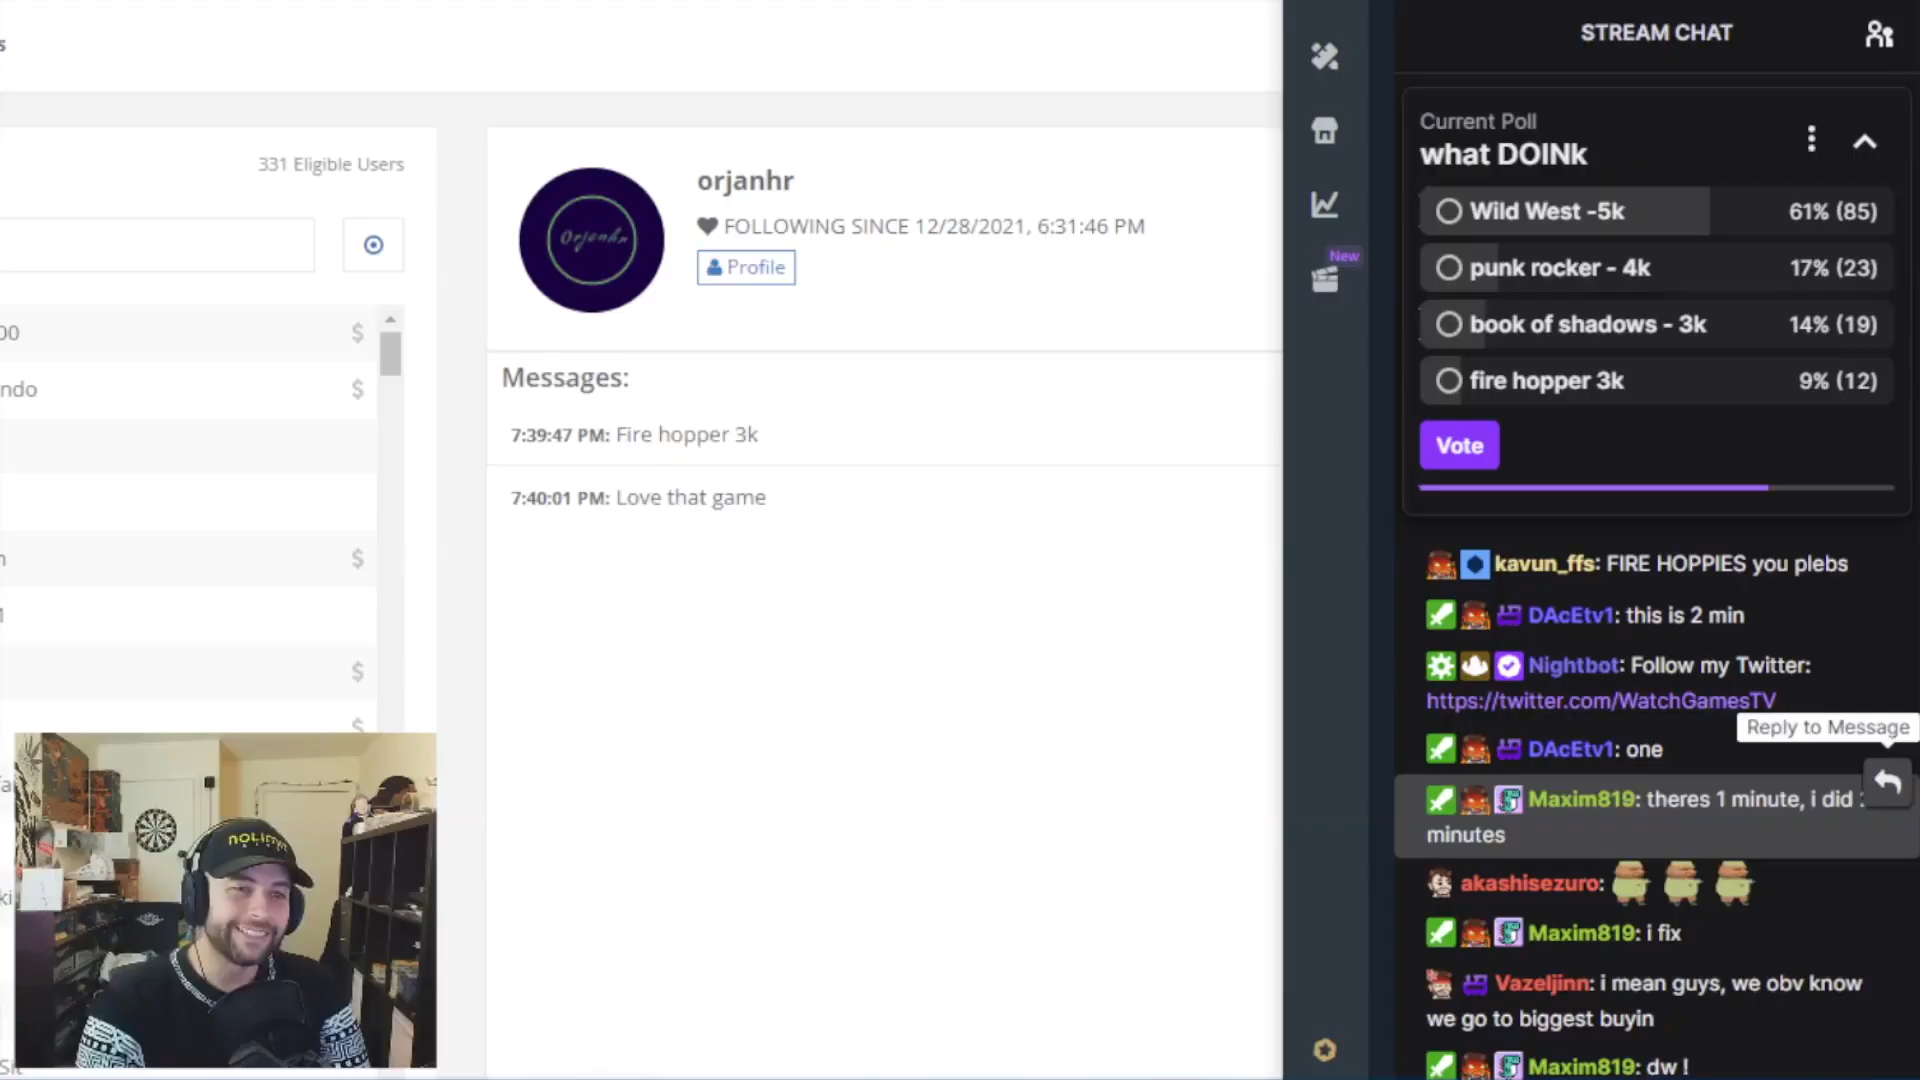 s
331 Eligible Users
00
$
ndo
$
$
$
$
Orjanhr
orjanhr
FOLLOWING SINCE 12/28/2021, 6:31:46 PM
Profile
Messages:
7:39:47 PM: Fire hopper 3k
7:40:01 PM: Love that game
New
STREAM CHAT
Current Poll
what DOINk
Wild West -5k 61% (85)
punk rocker - 4k 17% (23)
book of shadows - 3k 14% (19)
fire hopper 3k 9% (12)
Vote
kavun_ffs: FIRE HOPPIES you plebs
DAcEtv1: this is 2 min
Nightbot: Follow my Twitter:
https://twitter.com/WatchGamesTV
Reply to Message
DAcEtv1: one
Maxim819: theres 1 minute, i did
minutes
akashisezuro:
Maxim819: i fix
Vazeljinn: i mean guys, we obv know
we go to biggest buyin
Maxim819: dw !